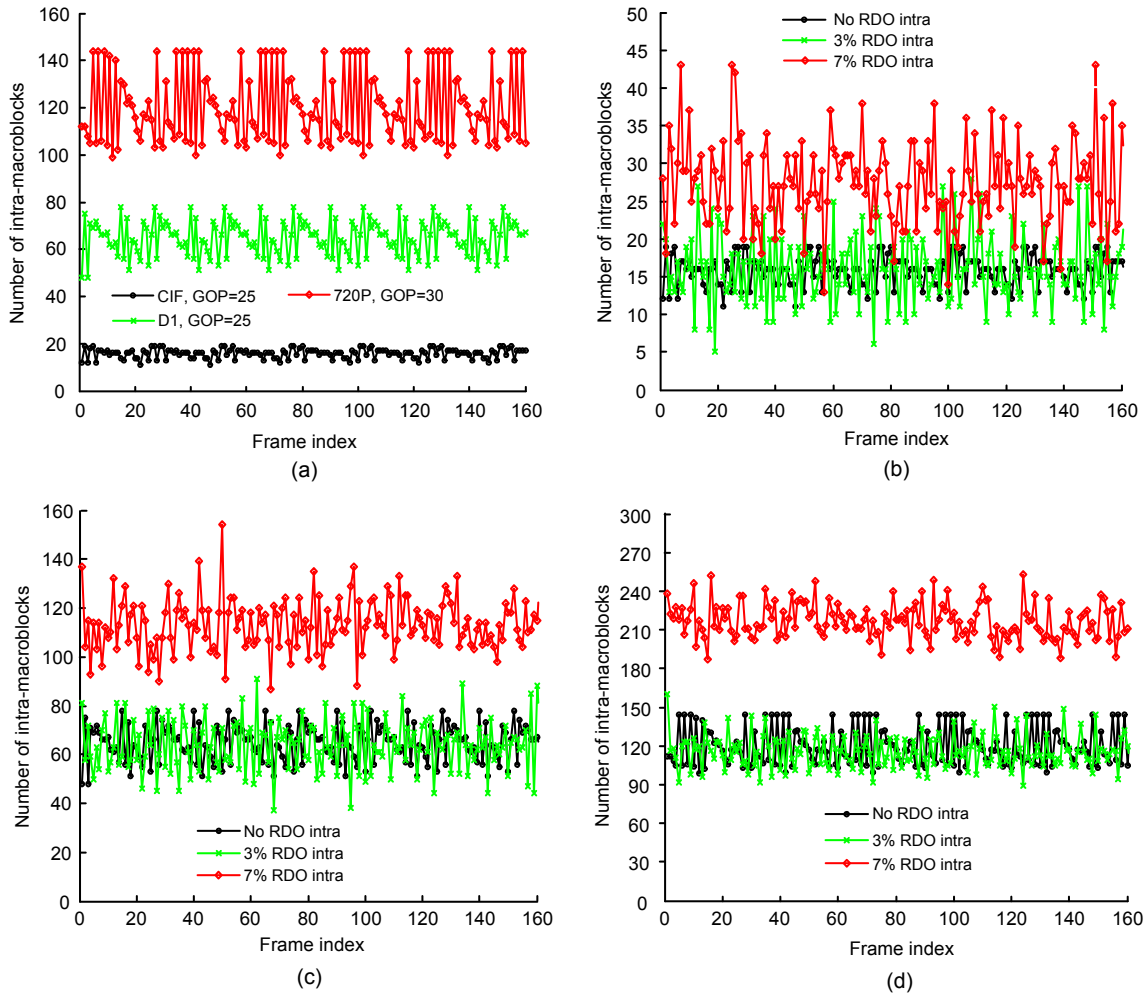 160
140
120
100
80
60
40
20
0
Number of intra-macroblocks
CIF, GOP=25
720P, GOP=30
D1, GOP=25
0 20 40 60 80 100 120 140 160
Frame index
(a)
No RDO intra
3% RDO intra
7% RDO intra
50
45
40
35
30
25
20
15
10
5
0
Number of intra-macroblocks
0 20 40 60 80 100 120 140 160
Frame index
(b)
160
140
120
100
80
60
40
20
0
Number of intra-macroblocks
No RDO intra
3% RDO intra
7% RDO intra
0 20 40 60 80 100 120 140 160
Frame index
(c)
300
270
240
210
180
150
120
90
60
30
0
Number of intra-macroblocks
No RDO intra
3% RDO intra
7% RDO intra
0 20 40 60 80 100 120 140 160
Frame index
(d)